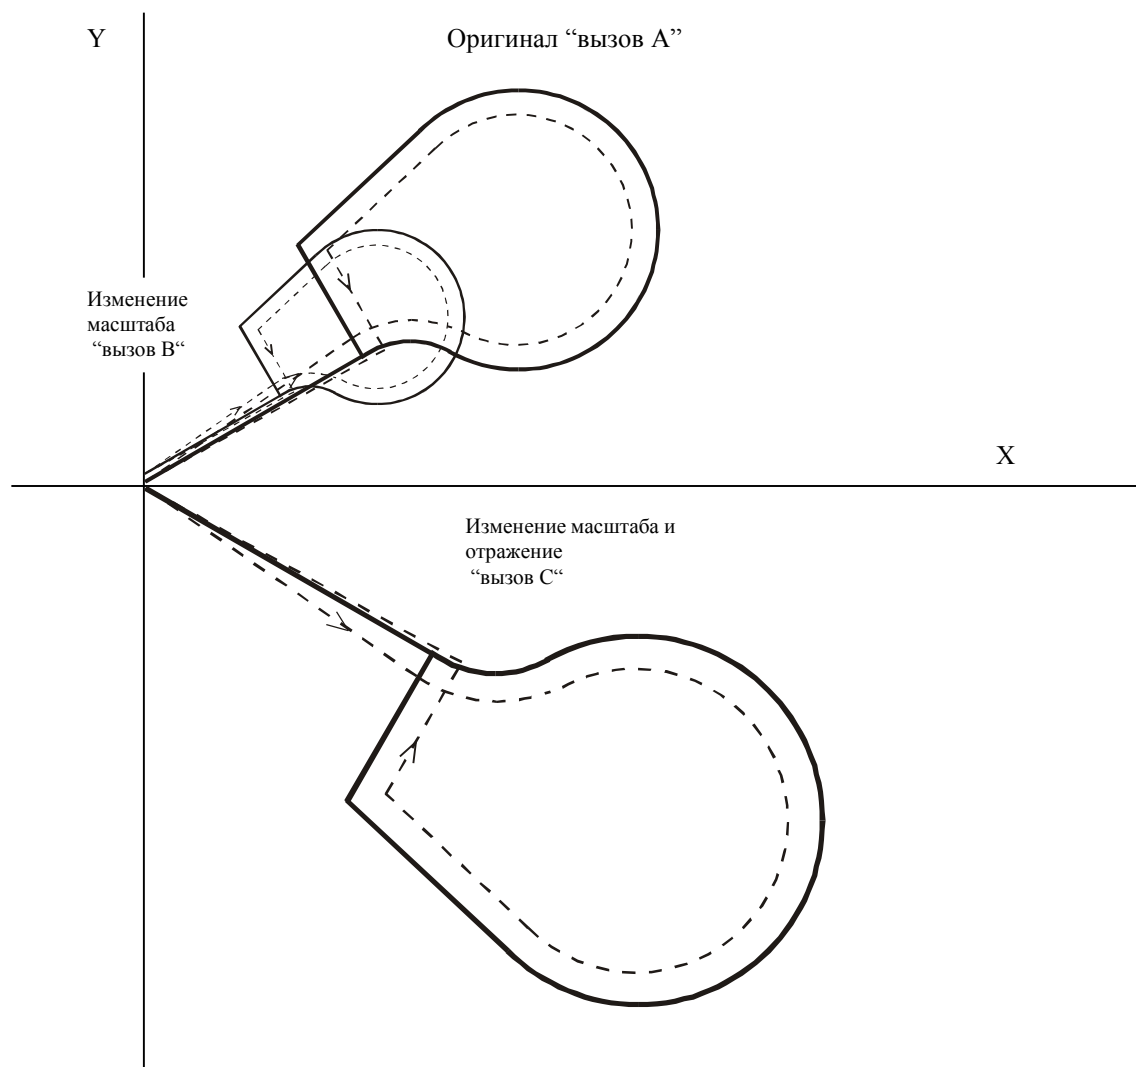 Y
Оригинал “вызов А”
Изменение
масштаба
“вызов В“
X
Изменение масштаба и
отражение
“вызов С“